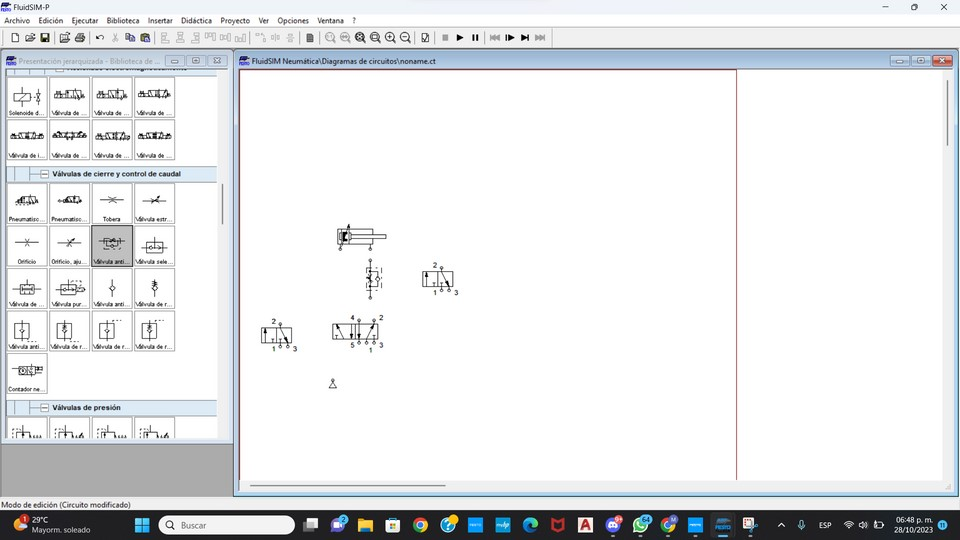 FluidSIM-P
Archivo Edición Ejecutar Biblioteca Insertar Didáctica Proyecto Ver Opciones Ventana ?
Presentación jerarquizada - Biblioteca de ...
FluidSIM Neumática\Diagramas de circuitos\noname.ct
Solenoide d... Válvula de ... Válvula de ... Válvula de ...
Válvula de i... Válvula de ... Válvula de ... Válvula de ...
Válvulas de cierre y control de caudal
Pneumatisc... Pneumatisc... Tobera Válvula estr...
Orificio Orificio, aju... Válvula anti... Válvula sele...
Válvula de ... Válvula pur... Válvula anti... Válvula de r...
Válvula anti... Válvula de r... Válvula de r... Válvula de r...
Contador ne...
Válvulas de presión
2
1 3
4 2
5 1 3
2
1 3
Modo de edición (Circuito modificado)
29°C
Mayorm. soleado
Buscar
ESP
06:48 p. m.
28/10/2023